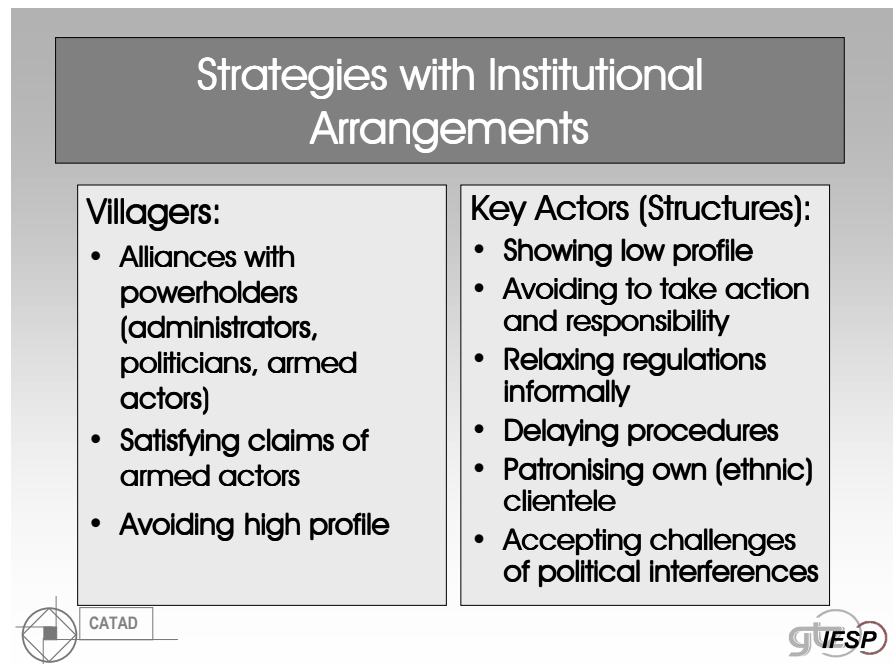 Strategies with Institutional
Arrangements
Villagers:
• Alliances with
powerholders
(administrators,
politicians, armed
actors)
• Satisfying claims of
armed actors
• Avoiding high profile
Key Actors (Structures):
• Showing low profile
• Avoiding to take action
and responsibility
• Relaxing regulations
informally
• Delaying procedures
• Patronising own (ethnic)
clientele
• Accepting challenges
of political interferences
CATAD
gtz
IESP